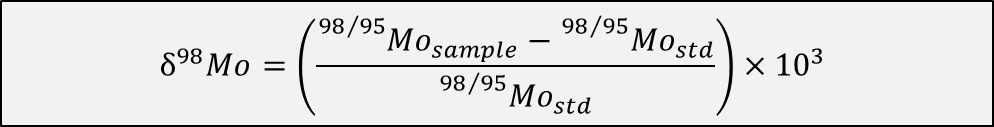 δ⁹⁸Mo = (⁹⁸/⁹⁵Mo_sample − ⁹⁸/⁹⁵Mo_std / ⁹⁸/⁹⁵Mo_std) × 10³